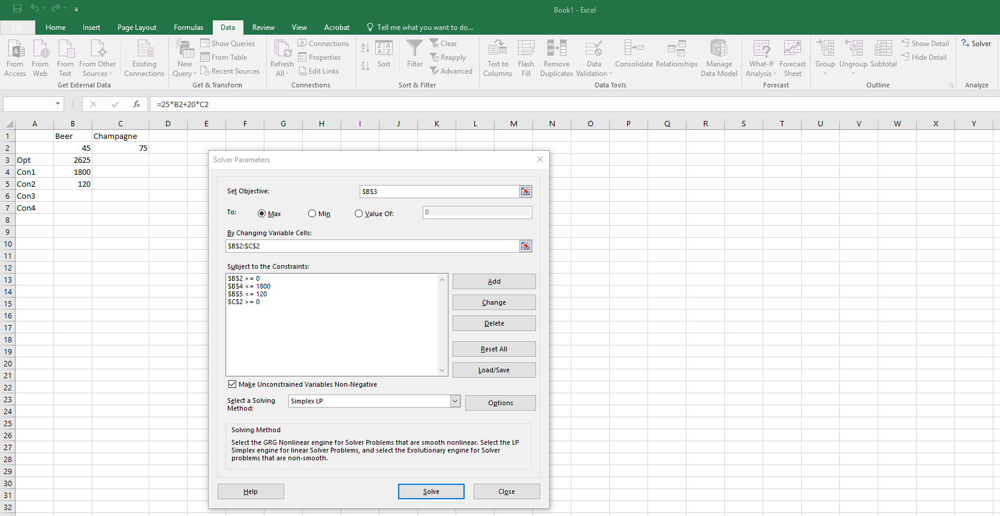 Book1 - Excel
File Home Insert Page Layout Formulas Data Review View Acrobat Tell me what you want to do...
From Access
From Web
From Text
From Other Sources
Existing Connections
Get External Data
New Query
Show Queries
From Table
Recent Sources
Get & Transform
Refresh All
Connections
Properties
Edit Links
Connections
Sort
Filter
Clear
Reapply
Advanced
Sort & Filter
Text to Columns
Flash Fill
Remove Duplicates
Data Validation
Consolidate
Relationships
Manage Data Model
Data Tools
What-If Analysis
Forecast Sheet
Forecast
Group
Ungroup
Subtotal
Show Detail
Hide Detail
Outline
Solver
Analyze
fx =25*B2+20*C2
A B C D E F G H I J K L M N O P Q R S T U V W X Y
1 Beer Champagne
2 45 75
3 Opt 2625
4 Con1 1800
5 Con2 120
6 Con3
7 Con4
8
9
10
11
12
13
14
15
16
17
18
19
20
21
22
23
24
25
26
27
28
29
30
31
32
Solver Parameters
Set Objective: $B$3
To: Max Min Value Of: 0
By Changing Variable Cells:
$B$2:$C$2
Subject to the Constraints:
$B$2 >= 0
$B$4 <= 1800
$B$5 <= 120
$C$2 >= 0
Add
Change
Delete
Reset All
Load/Save
Make Unconstrained Variables Non-Negative
Select a Solving Method: Simplex LP Options
Solving Method
Select the GRG Nonlinear engine for Solver Problems that are smooth nonlinear. Select the LP
Simplex engine for linear Solver Problems, and select the Evolutionary engine for Solver
problems that are non-smooth.
Help Solve Close